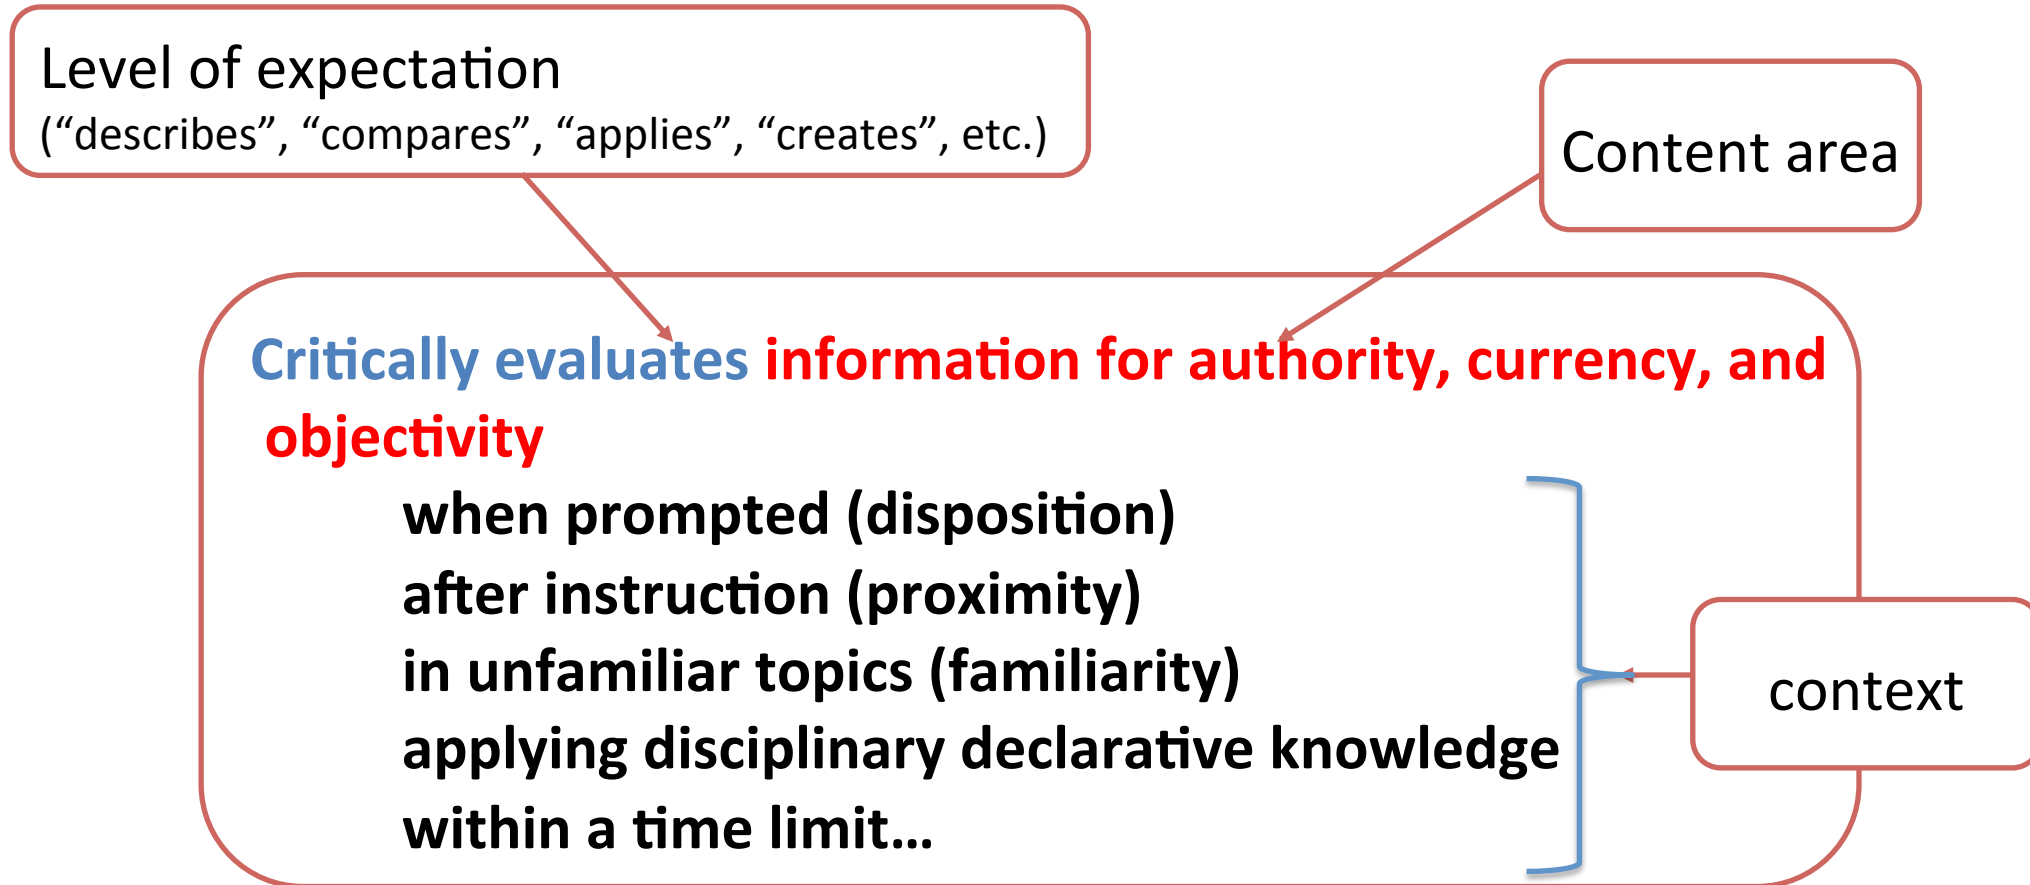 Level of expectation
(“describes”, “compares”, “applies”, “creates”, etc.)
Content area
Critically evaluates information for authority, currency, and
objectivity
when prompted (disposition)
after instruction (proximity)
in unfamiliar topics (familiarity)
applying disciplinary declarative knowledge
within a time limit…
context